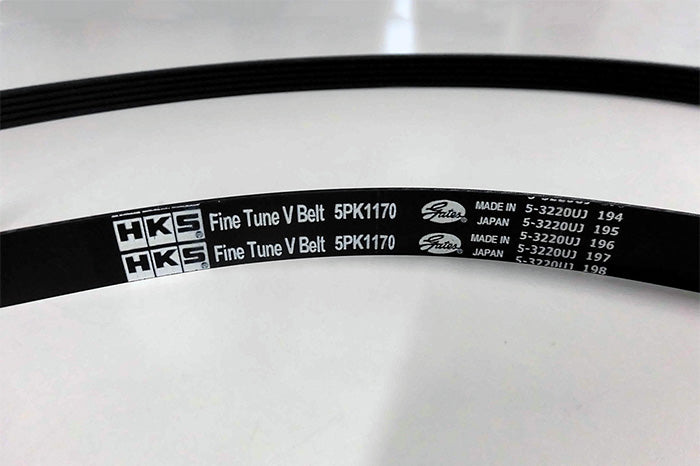 HKS® Fine Tune V Belt 5PK1170 Gates® MADE IN JAPAN
HKS® Fine Tune V Belt 5PK1170 Gates® MADE IN JAPAN
5-3220UJ 194
5-3220UJ 195
5-3220UJ 196
5-3220UJ 197
5-3220UJ 198